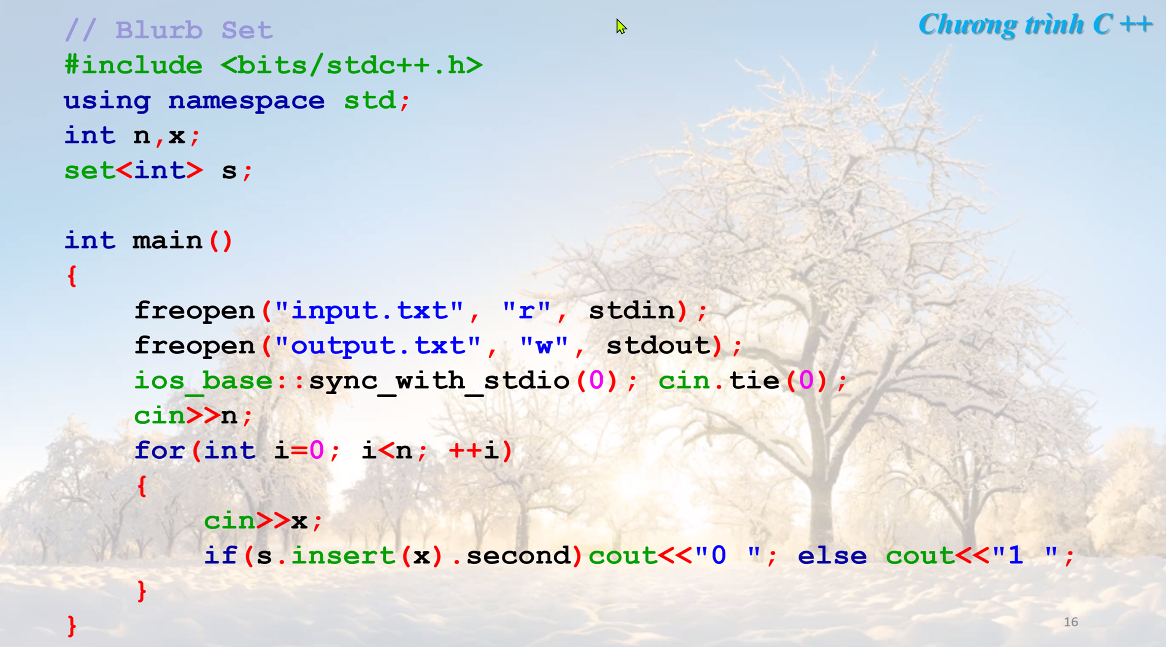 // Blurb Set
Chương trình C ++
#include <bits/stdc++.h>
using namespace std;
int n,x;
set<int> s;
int main()
{
freopen("input.txt", "r", stdin);
freopen("output.txt", "w", stdout);
ios_base::sync_with_stdio(0); cin.tie(0);
cin>>n;
for(int i=0; i<n; ++i)
{
cin>>x;
if(s.insert(x).second)cout<<"0 "; else cout<<"1 ";
}
}
16